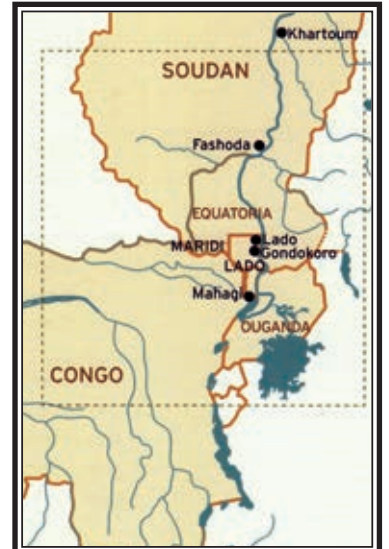 Khartoum
SOUDAN
Fashoda
EQUATORIA
MARIDI
Lado
Gondokoro
LADO
Mahagi
OUGANDA
CONGO